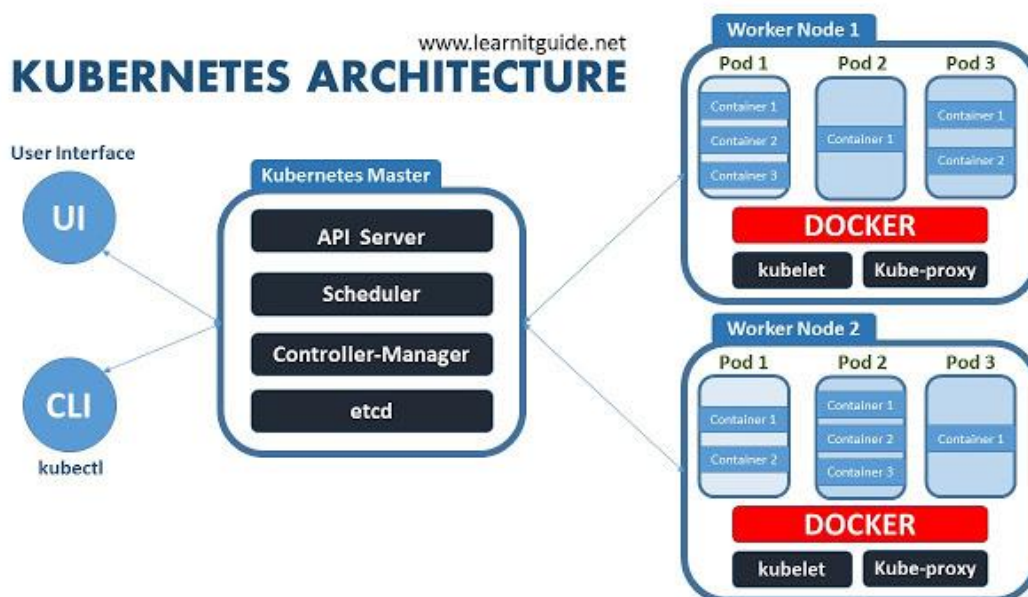 www.learnitguide.net
KUBERNETES ARCHITECTURE
User Interface
UI
CLI
kubectl
Kubernetes Master
API Server
Scheduler
Controller-Manager
etcd
Worker Node 1
Pod 1
Pod 2
Pod 3
Container 1
Container 2
Container 3
Container 1
Container 1
Container 2
DOCKER
kubelet
Kube-proxy
Worker Node 2
Pod 1
Pod 2
Pod 3
Container 1
Container 2
Container 1
Container 2
Container 3
Container 1
DOCKER
kubelet
Kube-proxy